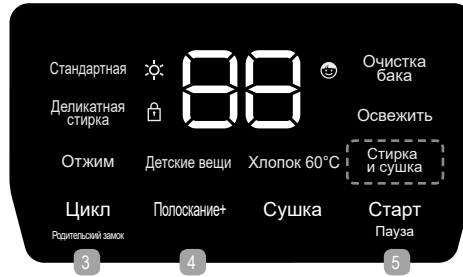 Стандартная
88
Очистка
бака
Деликатная
стирка
Освежить
Отжим
Детские вещи
Хлопок 60°C
Стирка
и сушка
Цикл
Родительский замок
Полоскание+
Сушка
Старт
Пауза
3
4
5